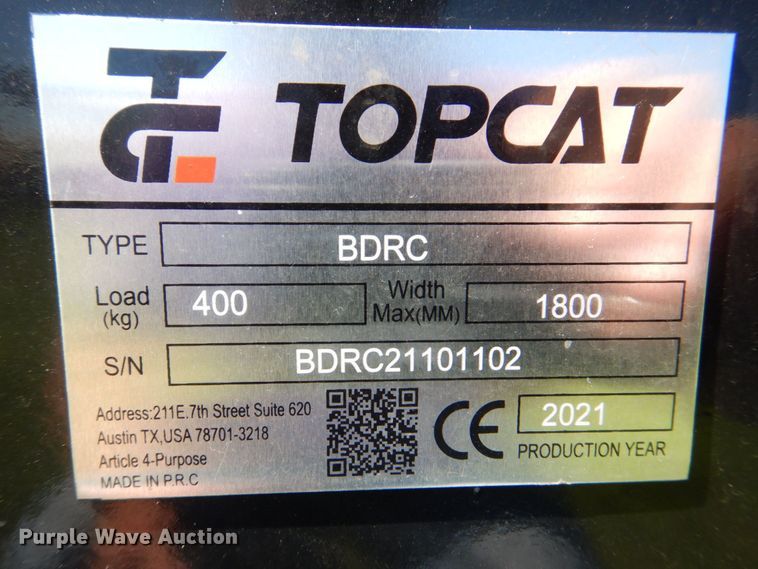 TC TOPCAT
TYPE BDRC
Load (kg) 400 Width Max(MM) 1800
S/N BDRC21101102
Address:211E.7th Street Suite 620
Austin TX,USA 78701-3218
Article 4-Purpose
MADE IN P.R.C
CE 2021
PRODUCTION YEAR
Purple Wave Auction